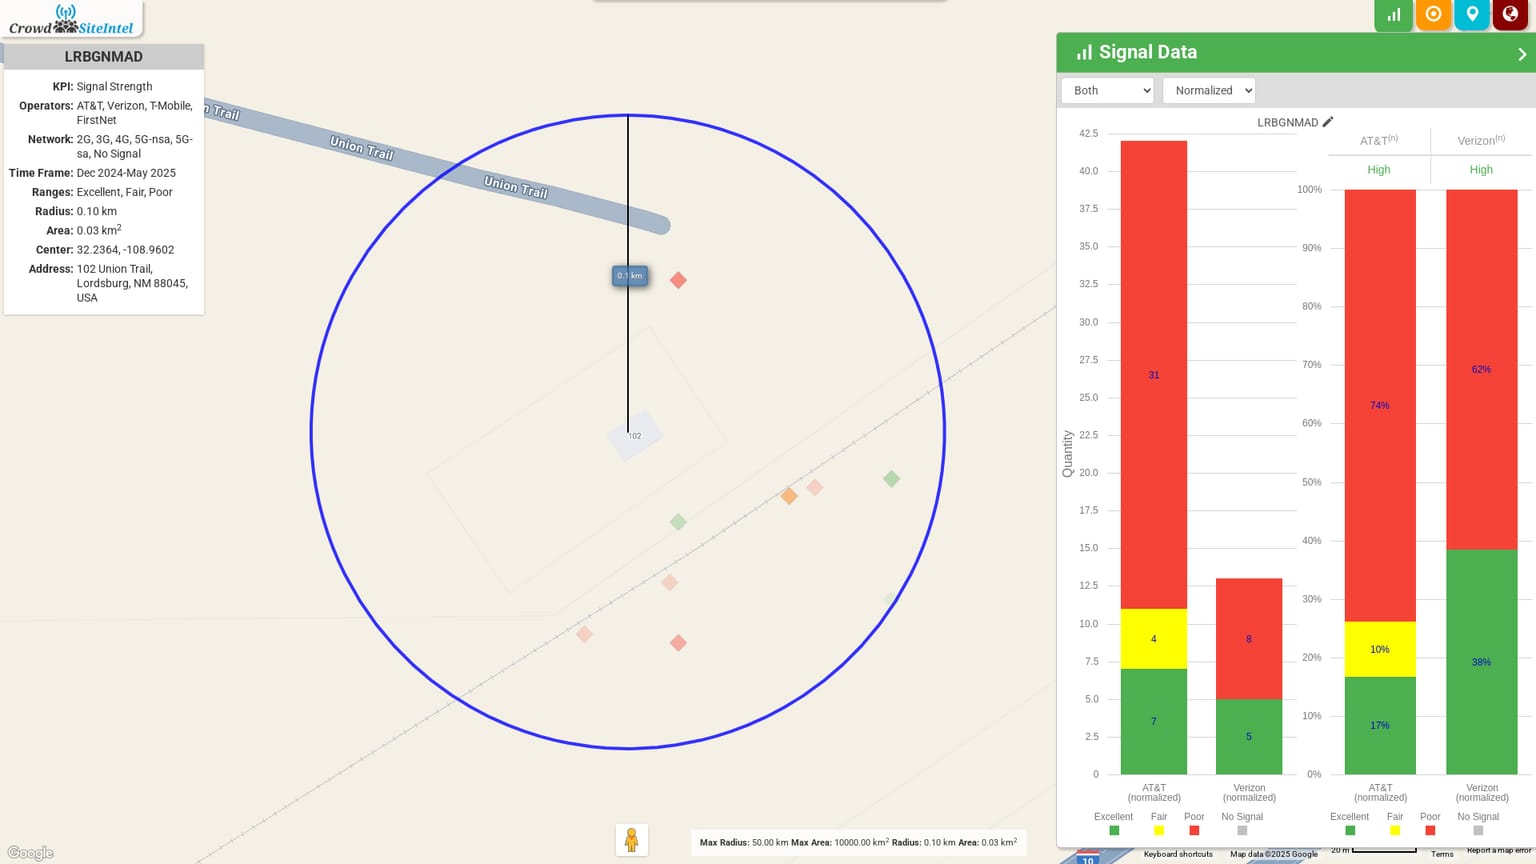 Crowd SiteIntel
LRBGNMAD
KPI: Signal Strength
Operators: AT&T, Verizon, T-Mobile,
FirstNet
Network: 2G, 3G, 4G, 5G-nsa, 5G-
sa, No Signal
Time Frame: Dec 2024-May 2025
Ranges: Excellent, Fair, Poor
Radius: 0.10 km
Area: 0.03 km²
Center: 32.2364, -108.9602
Address: 102 Union Trail,
Lordsburg, NM 88045,
USA
n Trail
Union Trail
Union Trail
0.1 km
102
Google
Max Radius: 50.00 km Max Area: 10000.00 km² Radius: 0.10 km Area: 0.03 km²
Signal Data
Both
Normalized
LRBGNMAD
Quantity
42.5
40.0
37.5
35.0
32.5
30.0
27.5
25.0
22.5
20.0
17.5
15.0
12.5
10.0
7.5
5.0
2.5
0
31
4
7
8
5
AT&T
(normalized)
Verizon
(normalized)
Excellent
Fair
Poor
No Signal
AT&T(n)
Verizon(n)
High
High
100%
90%
80%
70%
60%
50%
40%
30%
20%
10%
0%
74%
10%
17%
62%
38%
AT&T
(normalized)
Verizon
(normalized)
Excellent
Fair
Poor
No Signal
10
Keyboard shortcuts
Map data ©2025 Google
20 m
Terms
Report a map error